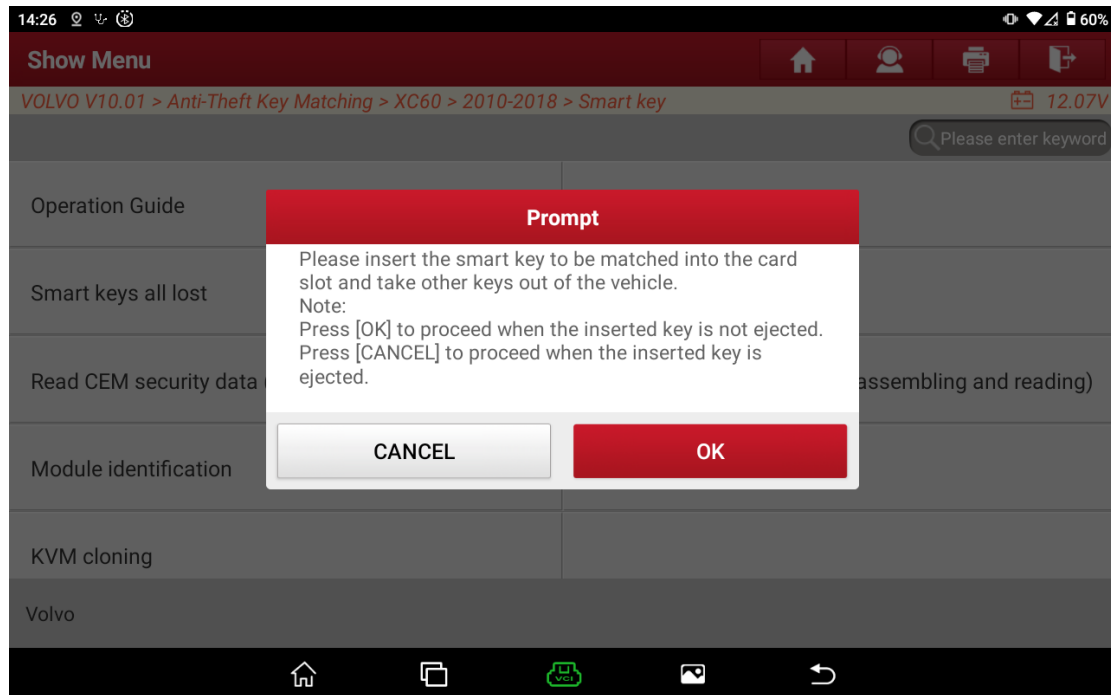 14:26
60%
Show Menu
VOLVO V10.01 > Anti-Theft Key Matching > XC60 > 2010-2018 > Smart key
12.07V
Please enter keyword
Operation Guide
Smart keys all lost
Read CEM security data (
assembling and reading)
Module identification
KVM cloning
Prompt
Please insert the smart key to be matched into the card
slot and take other keys out of the vehicle.
Note:
Press [OK] to proceed when the inserted key is not ejected.
Press [CANCEL] to proceed when the inserted key is
ejected.
CANCEL
OK
Volvo
VCI